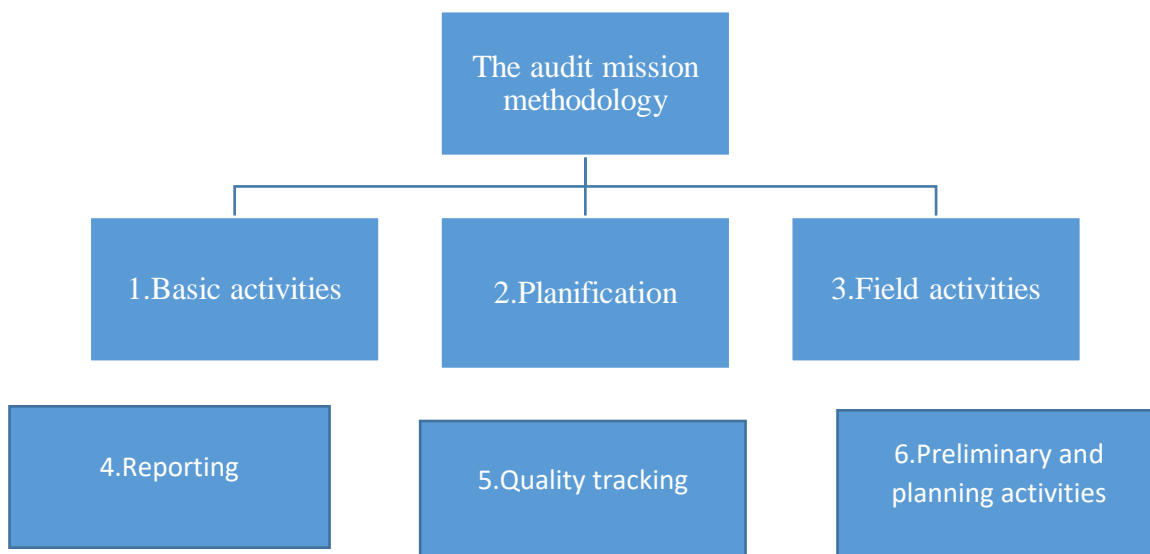 The audit mission
methodology
1.Basic activities
2.Planification
3.Field activities
4.Reporting
5.Quality tracking
6.Preliminary and
planning activities